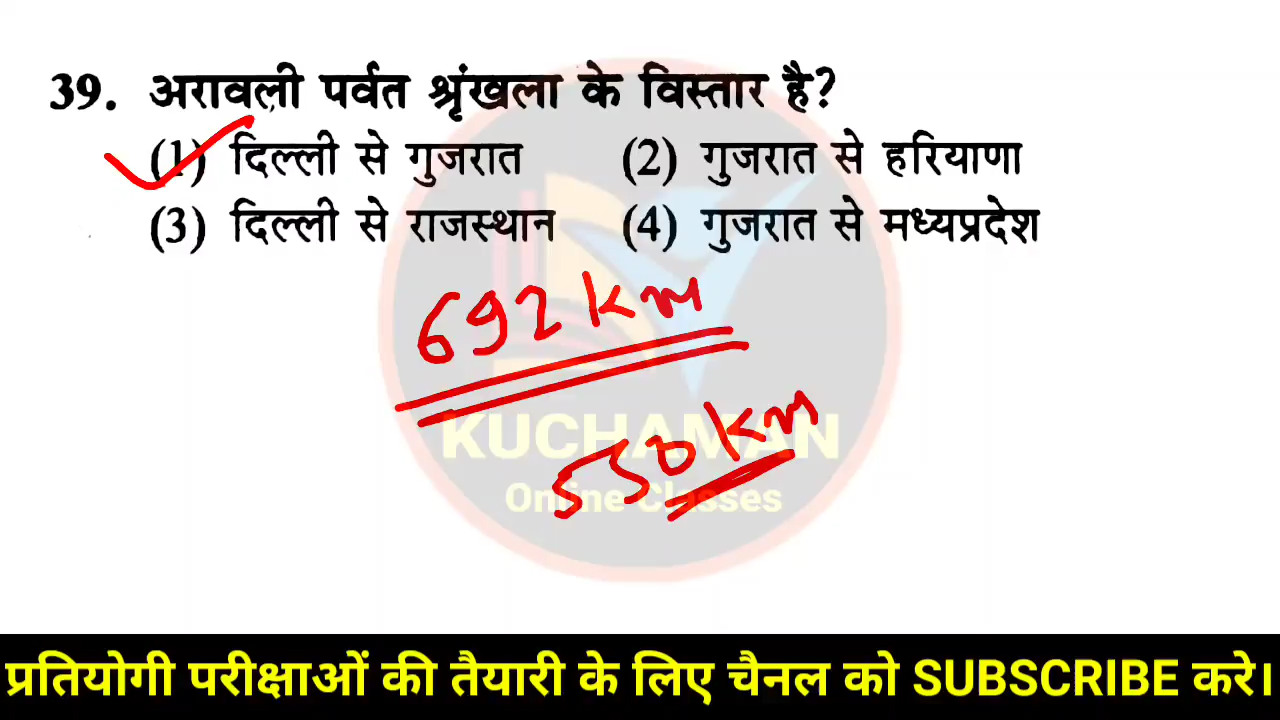 39. अरावली पर्वत श्रृंखला के विस्तार है?
(1) दिल्ली से गुजरात (2) गुजरात से हरियाणा
(3) दिल्ली से राजस्थान (4) गुजरात से मध्यप्रदेश
692 km
550 km
KUCHAMAN
Online Classes
प्रतियोगी परीक्षाओं की तैयारी के लिए चैनल को SUBSCRIBE करे।